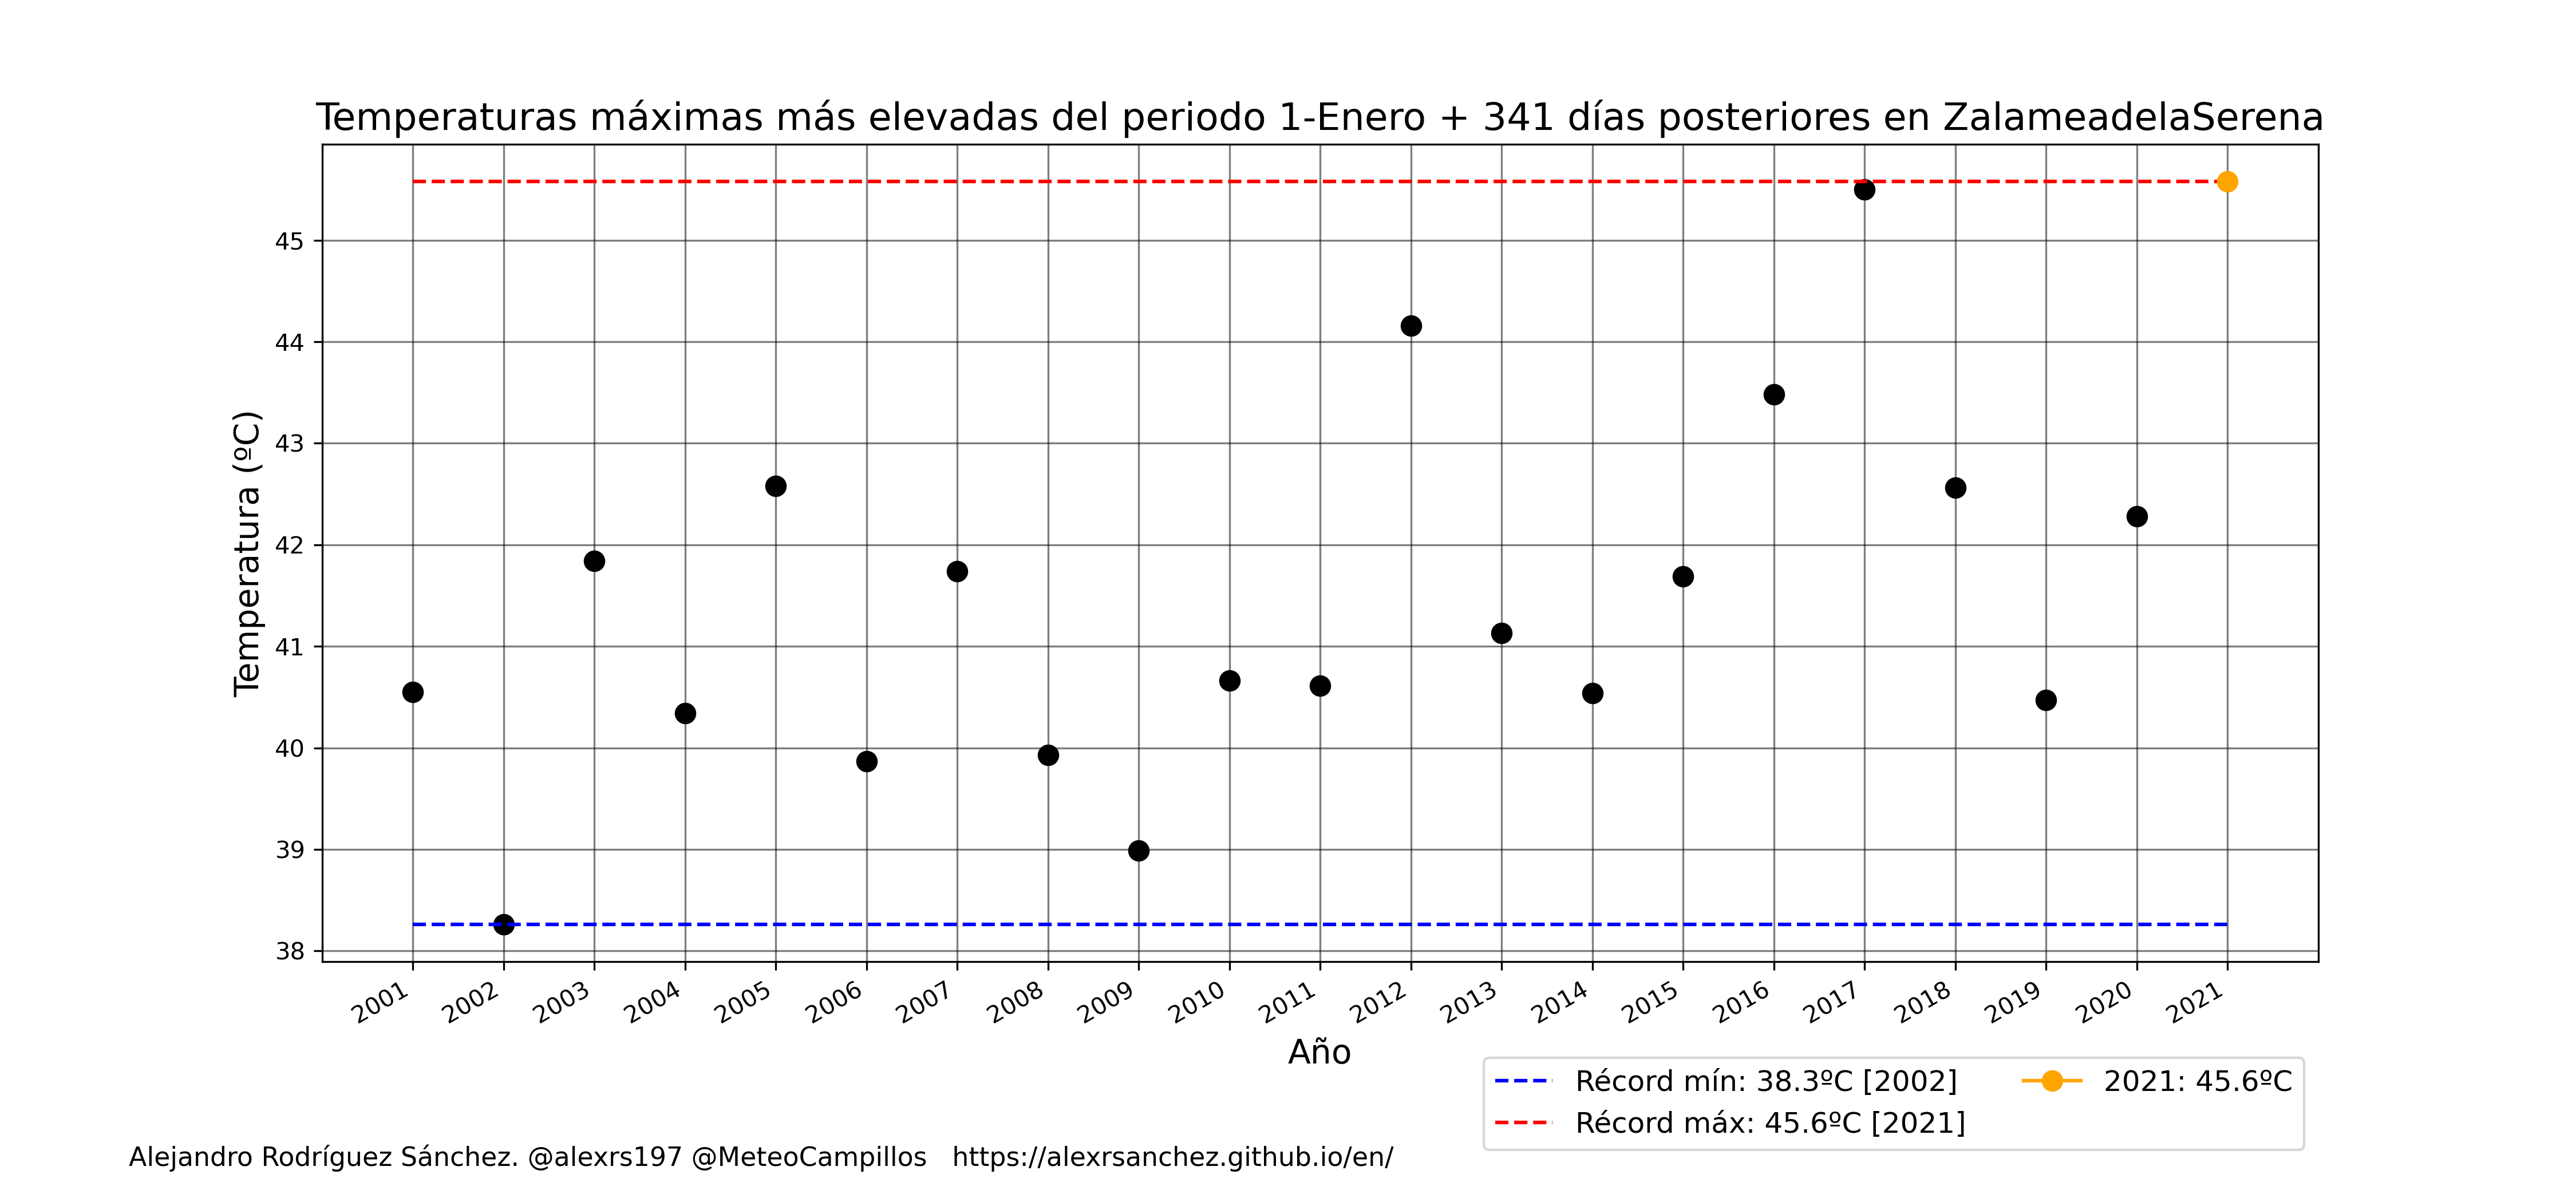 Temperaturas máximas más elevadas del periodo 1-Enero + 341 días posteriores en ZalameadelaSerena
Temperatura (ºC)
45
44
43
42
41
40
39
38
2001 2002 2003 2004 2005 2006 2007 2008 2009 2010 2011 2012 2013 2014 2015 2016 2017 2018 2019 2020 2021
Año
Récord mín: 38.3ºC [2002]
Récord máx: 45.6ºC [2021]
2021: 45.6ºC
Alejandro Rodríguez Sánchez. @alexrs197 @MeteoCampillos https://alexrsanchez.github.io/en/